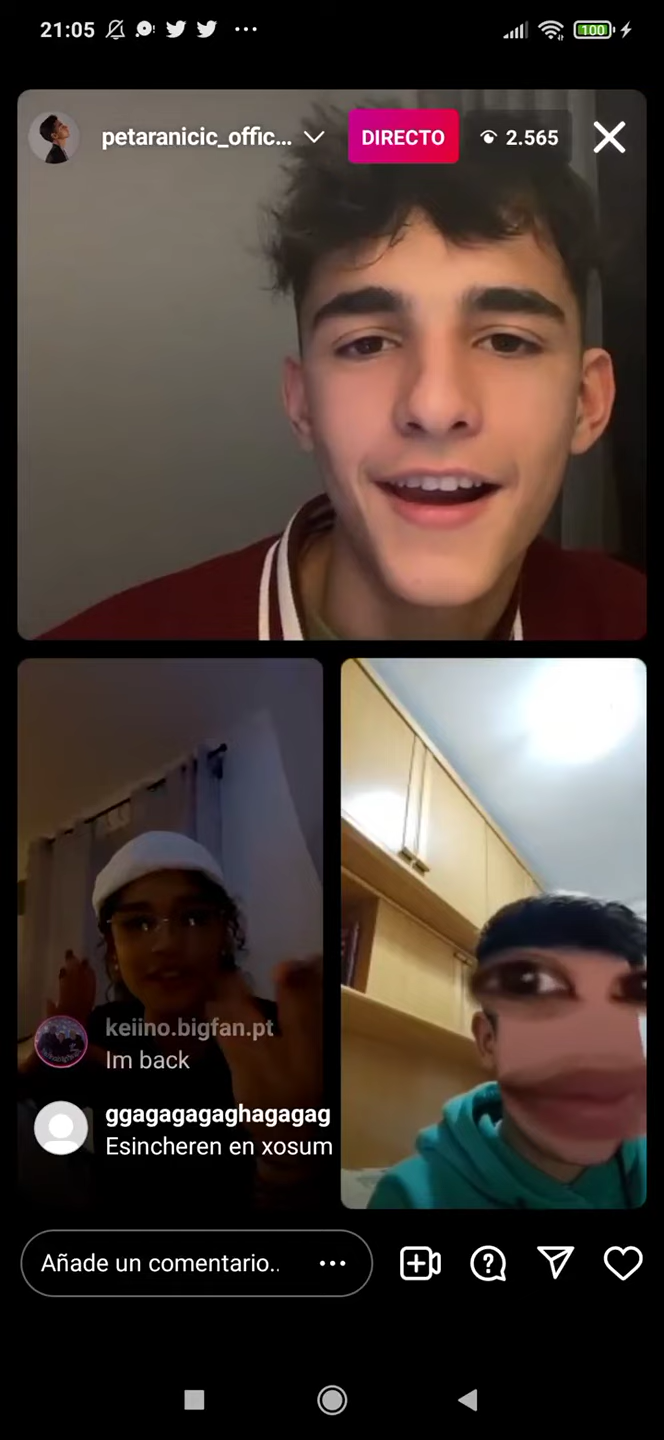 21:05
100
petaranicic_offic...
DIRECTO
2.565
keiino.bigfan.pt
Im back
ggagagagaghagagag
Esincheren en xosum
Añade un comentario..